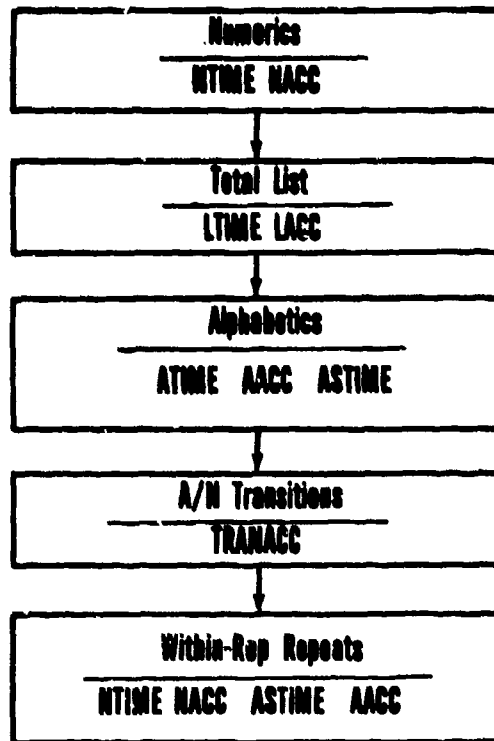 Numerics
NTIME NACC
Total List
LTIME LACC
Alphabetics
ATIME AACC ASTIME
A/N Transitions
TRANACC
Within-Rep Repeats
NTIME NACC ASTIME AACC